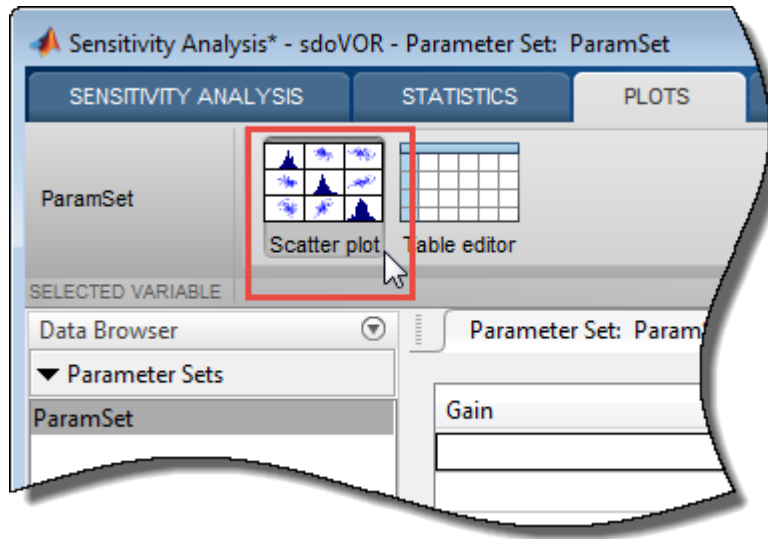 Sensitivity Analysis* - sdoVOR - Parameter Set: ParamSet
SENSITIVITY ANALYSIS STATISTICS PLOTS
ParamSet
Scatter plot Table editor
SELECTED VARIABLE
Data Browser
Parameter Set:
Parameter Sets
ParamSet
Gain